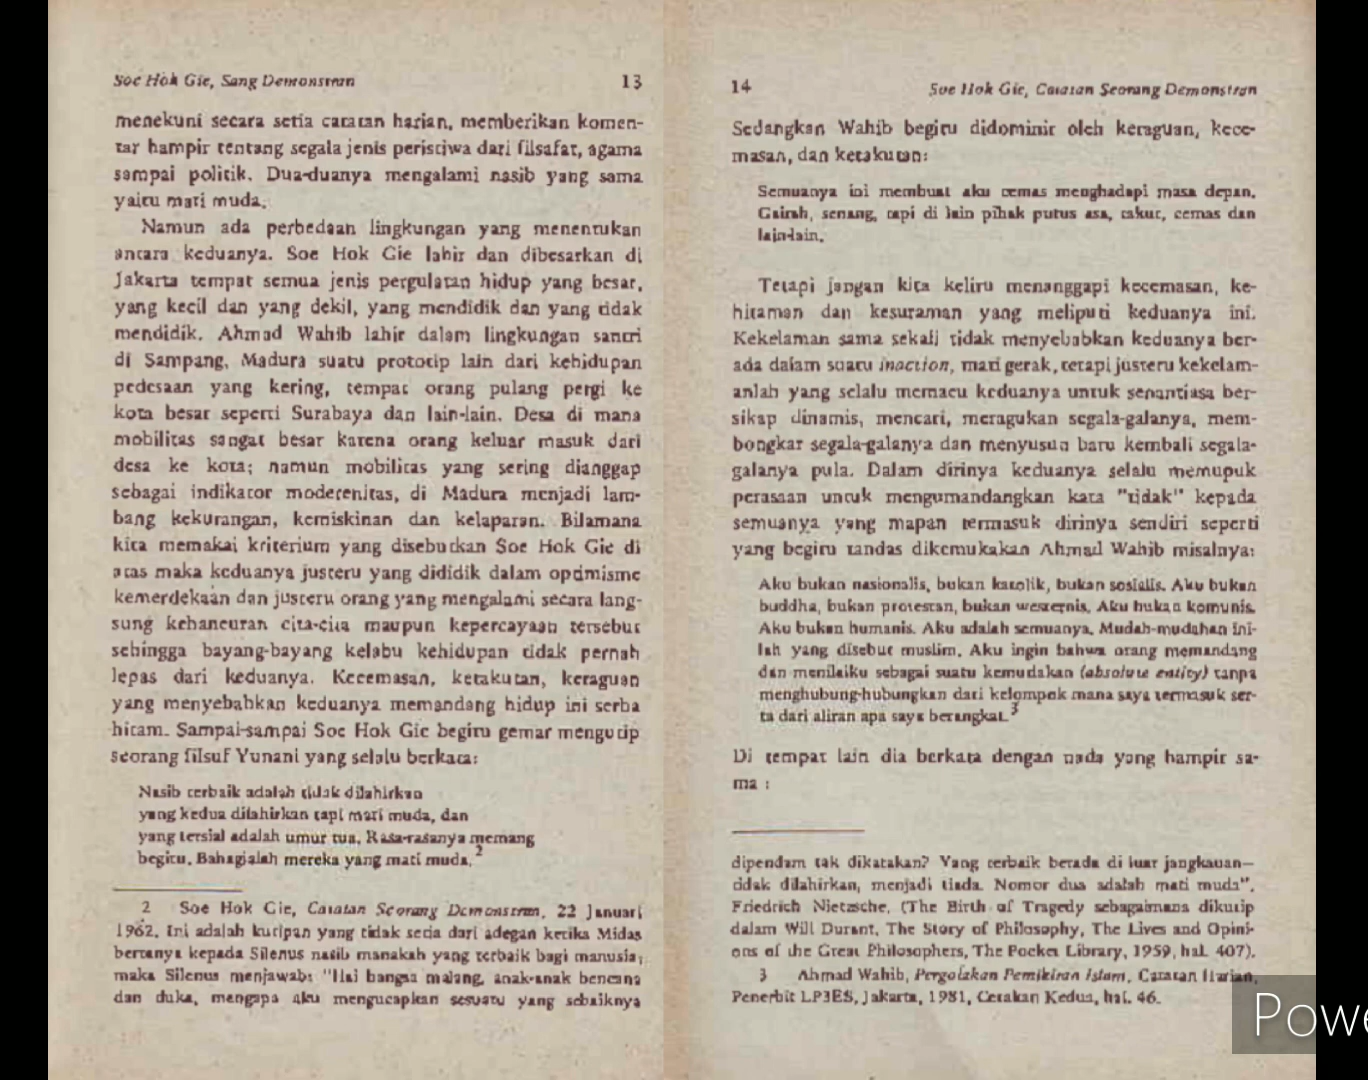 Soe Hok Gie, Sang Demonstran 13
menekuni secara setia catatan harian, memberikan komen-
tar hampir tentang segala jenis peristiwa dari filsafat, agama
sampai politik. Dua-duanya mengalami nasib yang sama
yaitu mati muda.
Namun ada perbedaan lingkungan yang menentukan
antara keduanya. Soe Hok Gie lahir dan dibesarkan di
Jakarta tempat semua jenis pergulatan hidup yang besar,
yang kecil dan yang dekil, yang mendidik dan yang tidak
mendidik. Ahmad Wahib lahir dalam lingkungan santri
di Sampang, Madura suatu prototip lain dari kehidupan
pedesaan yang kering, tempat orang pulang pergi ke
kota besar seperti Surabaya dan lain-lain. Desa di mana
mobilitas sangat besar karena orang keluar masuk dari
desa ke kota; namun mobilitas yang sering dianggap
sebagai indikator moderenitas, di Madura menjadi lam-
bang kekurangan, kemiskinan dan kelaparan. Bilamana
kita memakai kriterium yang disebutkan Soe Hok Gie di
atas maka keduanya justeru yang dididik dalam optimisme
kemerdekaan dan justeru orang yang mengalami secara lang-
sung kehancuran cita-cita maupun kepercayaan tersebut
sehingga bayang-bayang kelabu kehidupan tidak pernah
lepas dari keduanya. Kecemasan, ketakutan, keraguan
yang menyebabkan keduanya memandang hidup ini serba
hitam. Sampai-sampai Soe Hok Gie begitu gemar mengutip
seorang filsuf Yunani yang selalu berkata:
Nasib terbaik adalah tidak dilahirkan
yang kedua dilahirkan tapi mati muda, dan
yang tersial adalah umur tua. Rasa-rasanya memang
begitu. Bahagialah mereka yang mati muda.2
2 Soe Hok Gie, Catatan Seorang Demonstran, 22 Januari
1962. Ini adalah kutipan yang tidak setia dari adegan ketika Midas
bertanya kepada Silenus nasib manakah yang terbaik bagi manusia;
maka Silenus menjawab: "Hai bangsa malang, anak-anak bencana
dan duka, mengapa aku mengucapkan sesuatu yang sebaiknya
14 Soe Hok Gie, Catatan Seorang Demonstran
Sedangkan Wahib begitu didominir oleh keraguan, kece-
masan, dan ketakutan:
Semuanya ini membuat aku cemas menghadapi masa depan.
Gairah, senang, tapi di lain pihak putus asa, takut, cemas dan
lain-lain.
Tetapi jangan kita keliru menanggapi kecemasan, ke-
hitaman dan kesuraman yang meliputi keduanya ini.
Kekelaman sama sekali tidak menyebabkan keduanya ber-
ada dalam suatu inaction, mati gerak, tetapi justeru kekelam-
anlah yang selalu memacu keduanya untuk senantiasa ber-
sikap dinamis, mencari, meragukan segala-galanya, mem-
bongkar segala-galanya dan menyusun baru kembali segala-
galanya pula. Dalam dirinya keduanya selalu memupuk
perasaan untuk mengumandangkan kata "tidak" kepada
semuanya yang mapan termasuk dirinya sendiri seperti
yang begitu tandas dikemukakan Ahmad Wahib misalnya:
Aku bukan nasionalis, bukan katolik, bukan sosialis. Aku bukan
buddha, bukan protestan, bukan westernis. Aku bukan komunis.
Aku bukan humanis. Aku adalah semuanya. Mudah-mudahan ini-
lah yang disebut muslim. Aku ingin bahwa orang memandang
dan menilaiku sebagai suatu kemutlakan (absolute entity) tanpa
menghubung-hubungkan dari kelompok mana saya termasuk ser-
ta dari aliran apa saya berangkat.3
Di tempat lain dia berkata dengan nada yang hampir sa-
ma :
dipendam tak dikatakan? Yang terbaik berada di luar jangkauan—
tidak dilahirkan, menjadi tiada. Nomor dua adalah mati muda".
Friedrich Nietzsche, (The Birth of Tragedy sebagaimana dikutip
dalam Will Durant, The Story of Philosophy, The Lives and Opini-
ons of the Great Philosophers, The Pocket Library, 1959, hal. 407).
3 Ahmad Wahib, Pergolakan Pemikiran Islam, Catatan Harian,
Penerbit LP3ES, Jakarta, 1981, Cetakan Kedua, hal. 46.
Powe